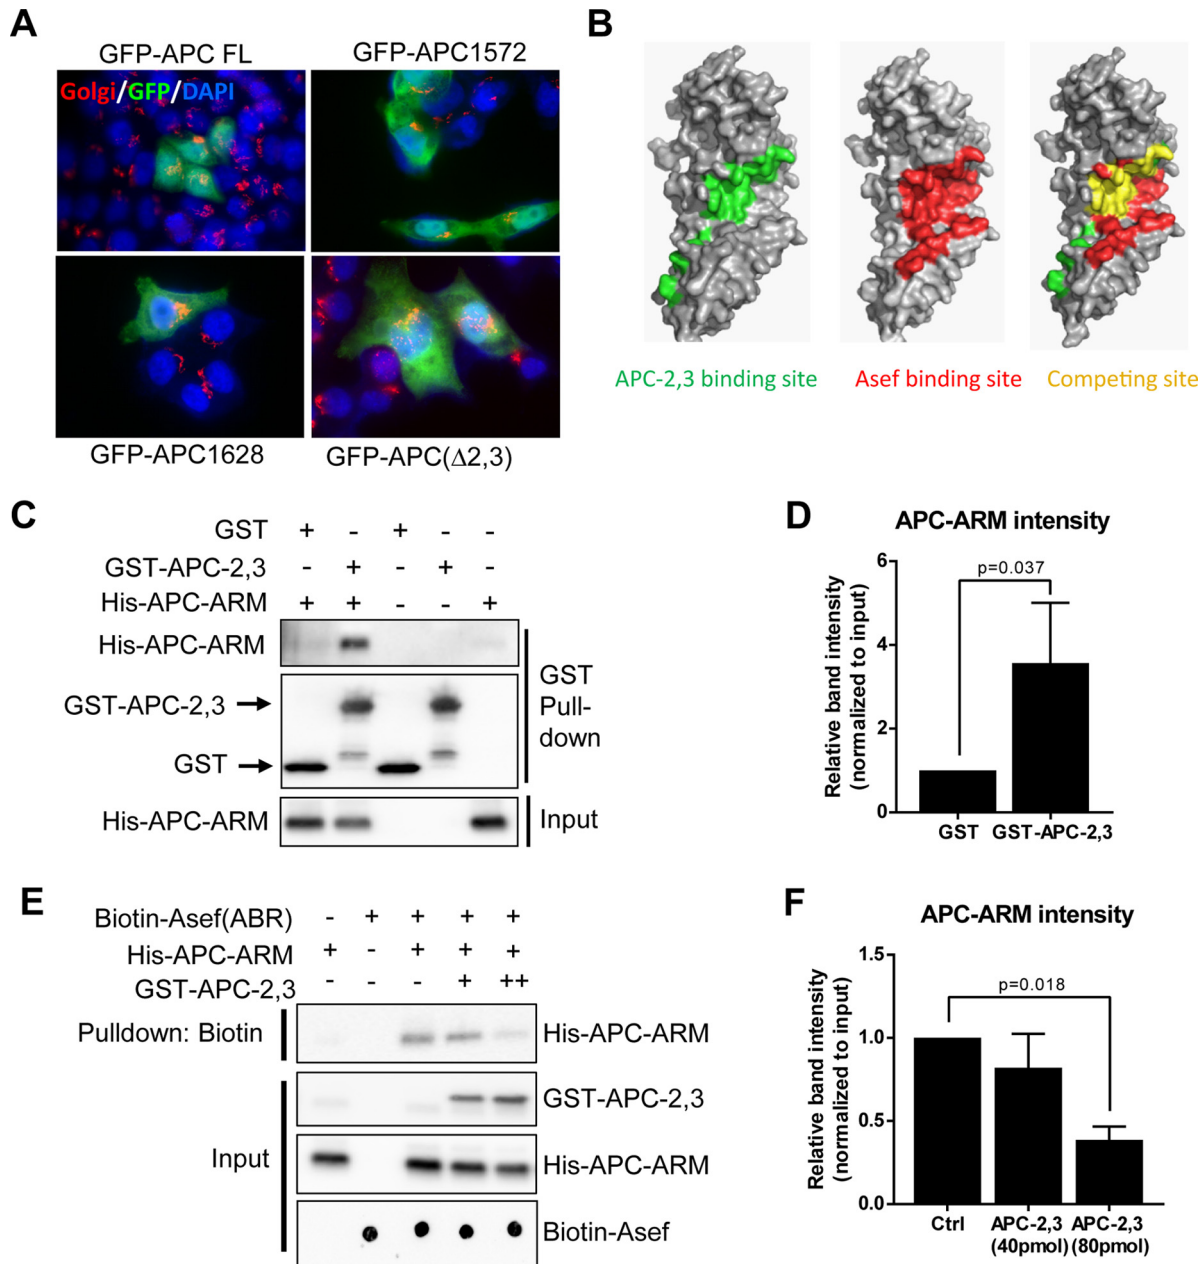 A
GFP-APC FL
GFP-APC1572
Golgi/GFP/DAPI
GFP-APC1628
GFP-APC(Δ2,3)
B
APC-2,3 binding site
Asef binding site
Competing site
C
GST + - + - -
GST-APC-2,3 - + - + -
His-APC-ARM + + - - +
His-APC-ARM
GST-APC-2,3
GST
GST
Pull-
down
His-APC-ARM
Input
D
APC-ARM intensity
Relative band intensity
(normalized to input)
6
4
2
0
p=0.037
GST
GST-APC-2,3
E
Biotin-Asef(ABR) - + + + +
His-APC-ARM + - + + +
GST-APC-2,3 - - - + ++
Pulldown: Biotin
His-APC-ARM
Input
GST-APC-2,3
His-APC-ARM
Biotin-Asef
F
APC-ARM intensity
Relative band intensity
(normalized to input)
1.5
1.0
0.5
0.0
p=0.018
Ctrl
APC-2,3
(40pmol)
APC-2,3
(80pmol)